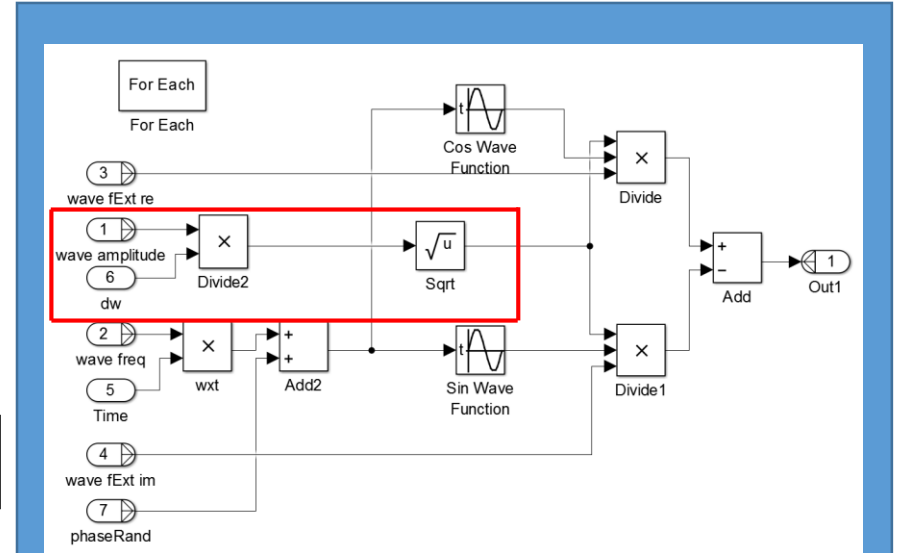 For Each
For Each
t
Cos Wave
Function
3
wave fExt re
×
Divide
1
wave amplitude
×
Divide2
√u
Sqrt
6
dw
+
−
Add
1
Out1
2
wave freq
×
wxt
+
+
Add2
t
Sin Wave
Function
×
Divide1
5
Time
4
wave fExt im
7
phaseRand